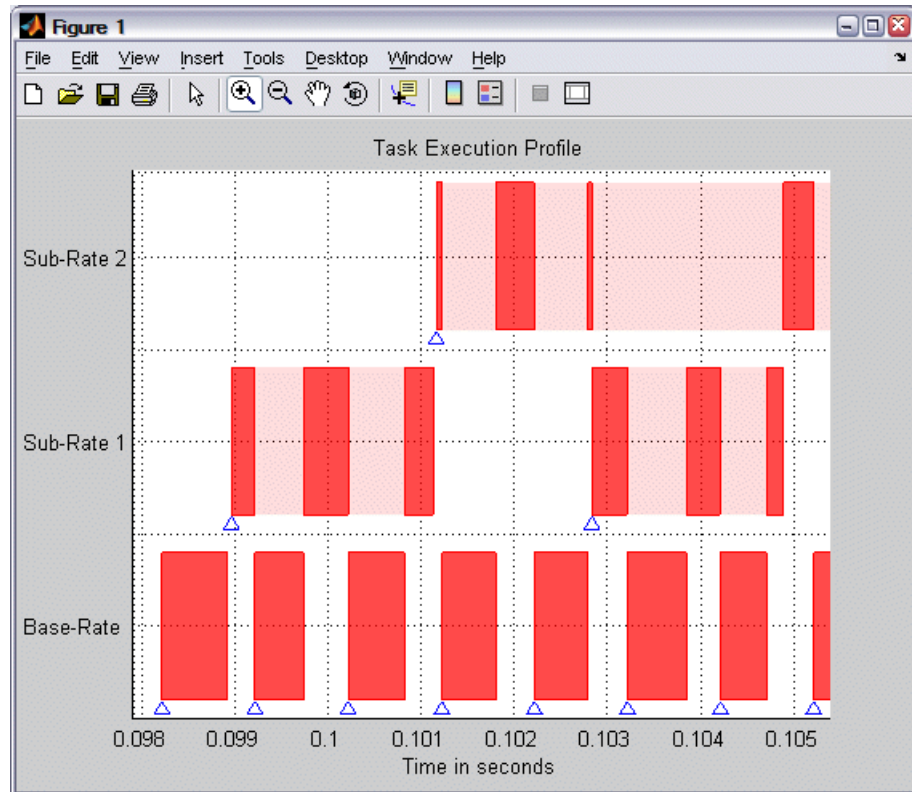 Figure 1
File Edit View Insert Tools Desktop Window Help
Task Execution Profile
Sub-Rate 2
Sub-Rate 1
Base-Rate
0.098 0.099 0.1 0.101 0.102 0.103 0.104 0.105
Time in seconds